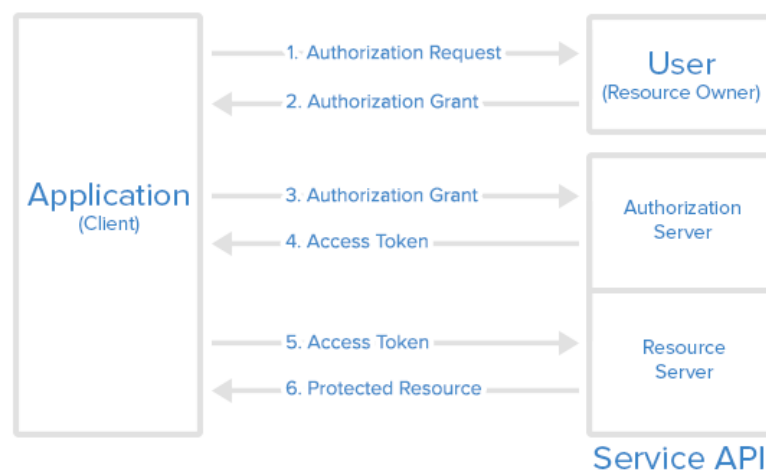 1. Authorization Request
User
(Resource Owner)
2. Authorization Grant
Application
(Client)
3. Authorization Grant
Authorization
Server
4. Access Token
5. Access Token
Resource
Server
6. Protected Resource
Service API